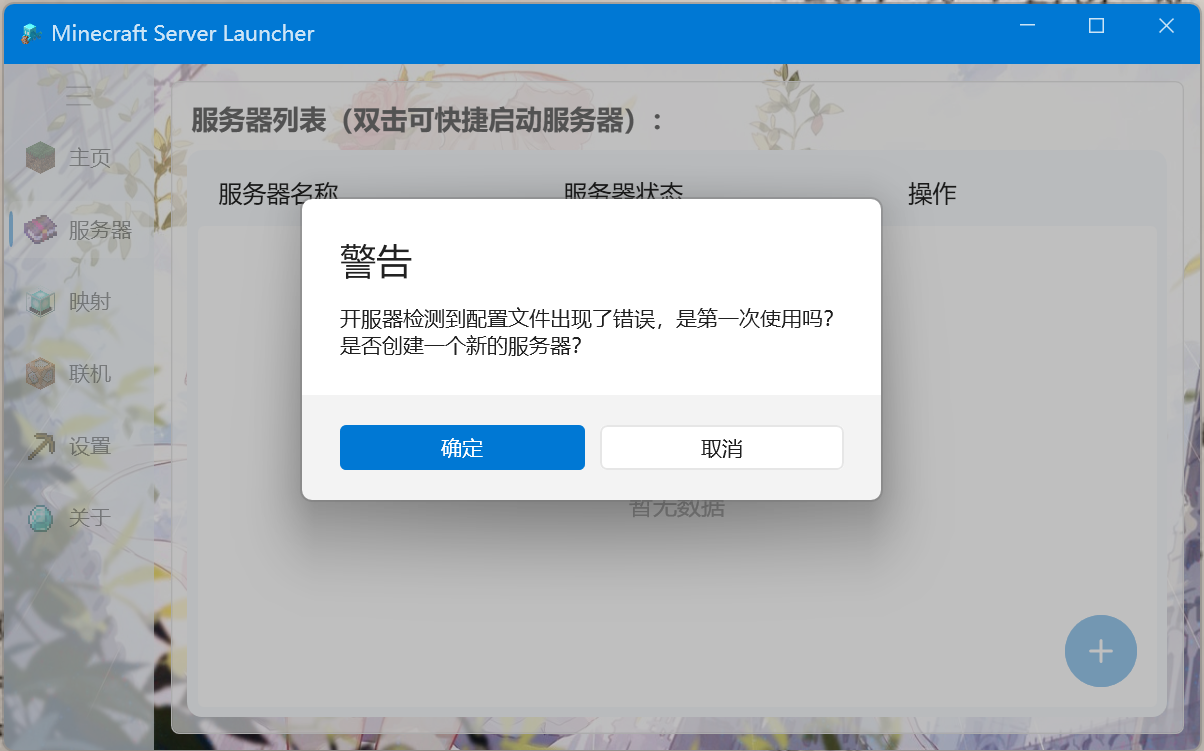 Minecraft Server Launcher
服务器列表（双击可快捷启动服务器）：
主页
服务器
映射
联机
设置
关于
服务器名称
服务器状态
操作
警告
开服器检测到配置文件出现了错误，是第一次使用吗？
是否创建一个新的服务器？
确定
取消
暂无数据